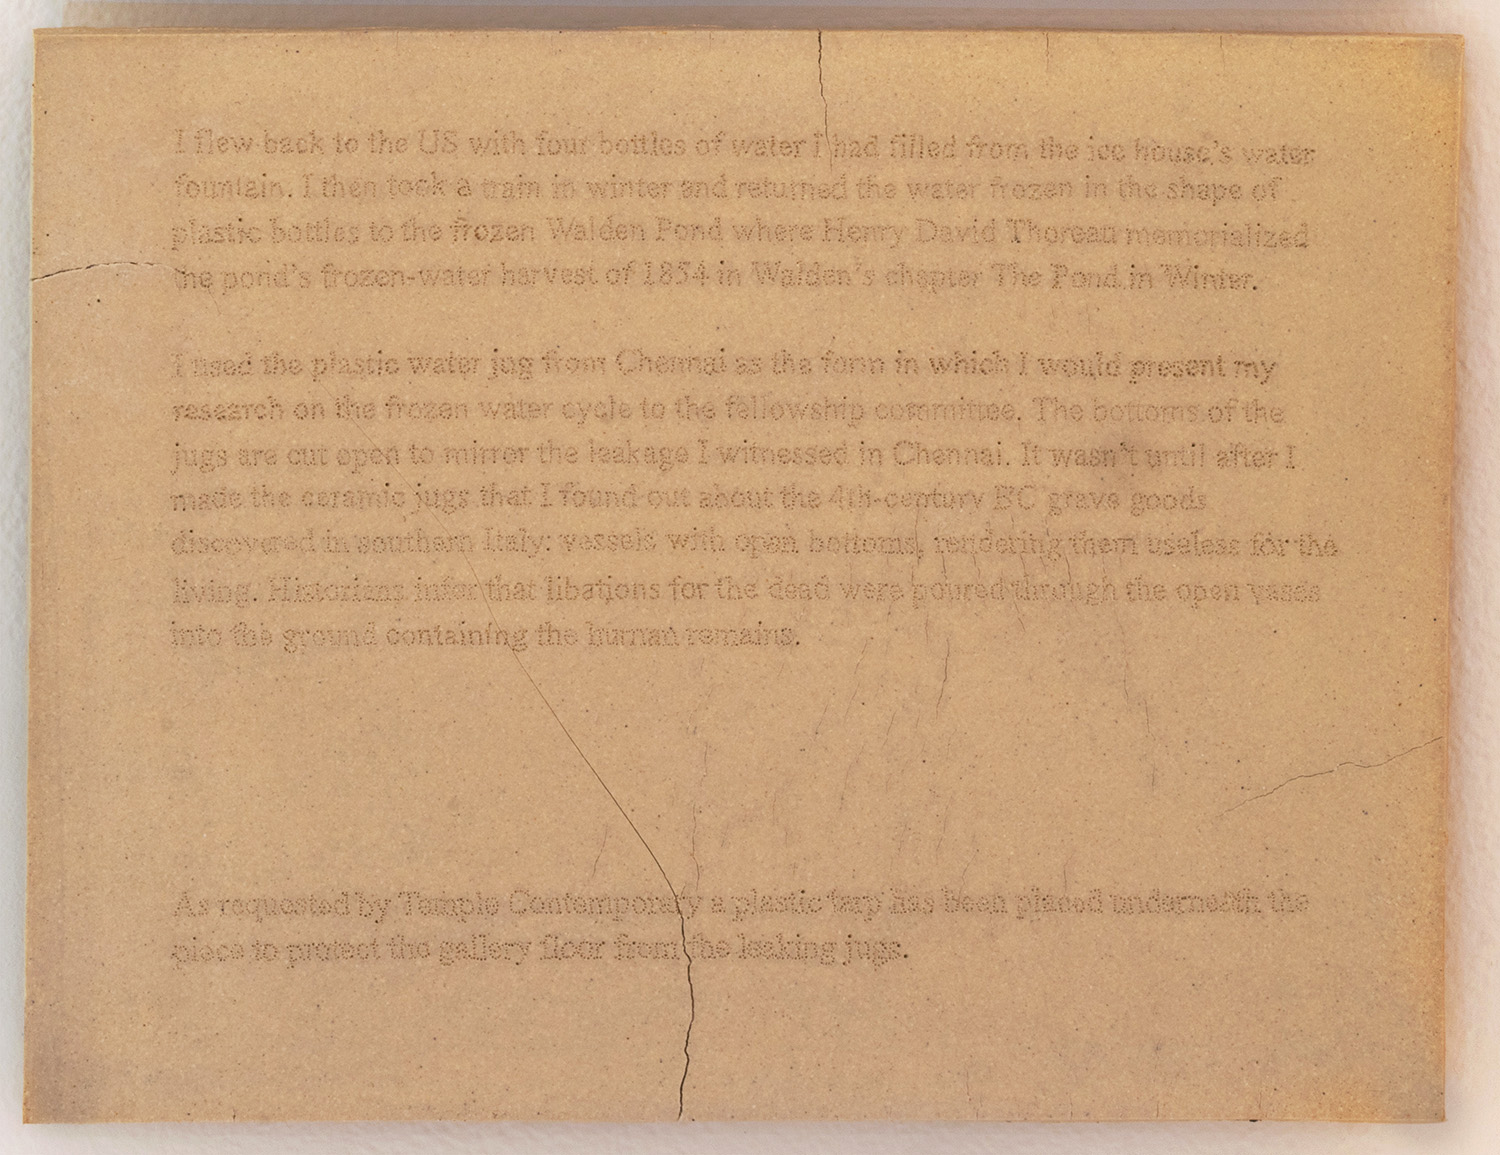 I flew back to the US with four bottles of water I had filled from the ice house's water
fountain. I then took a train in winter and returned the water frozen in the shape of
plastic bottles to the frozen Walden Pond where Henry David Thoreau memorialized
the pond's frozen-water harvest of 1854 in Walden's chapter The Pond in Winter.
I used the plastic water jug from Chennai as the form in which I would present my
research on the frozen water cycle to the fellowship committee. The bottoms of the
jugs are cut open to mirror the leakage I witnessed in Chennai. It wasn't until after I
made the ceramic jugs that I found out about the 4th-century BC grave goods
discovered in southern Italy: vessels with open bottoms, rendering them useless for the
living. Historians infer that libations for the dead were poured through the open vases
into the ground containing the human remains.
As requested by Temple Contemporary a plastic tarp has been placed underneath the
piece to protect the gallery floor from the leaking jugs.